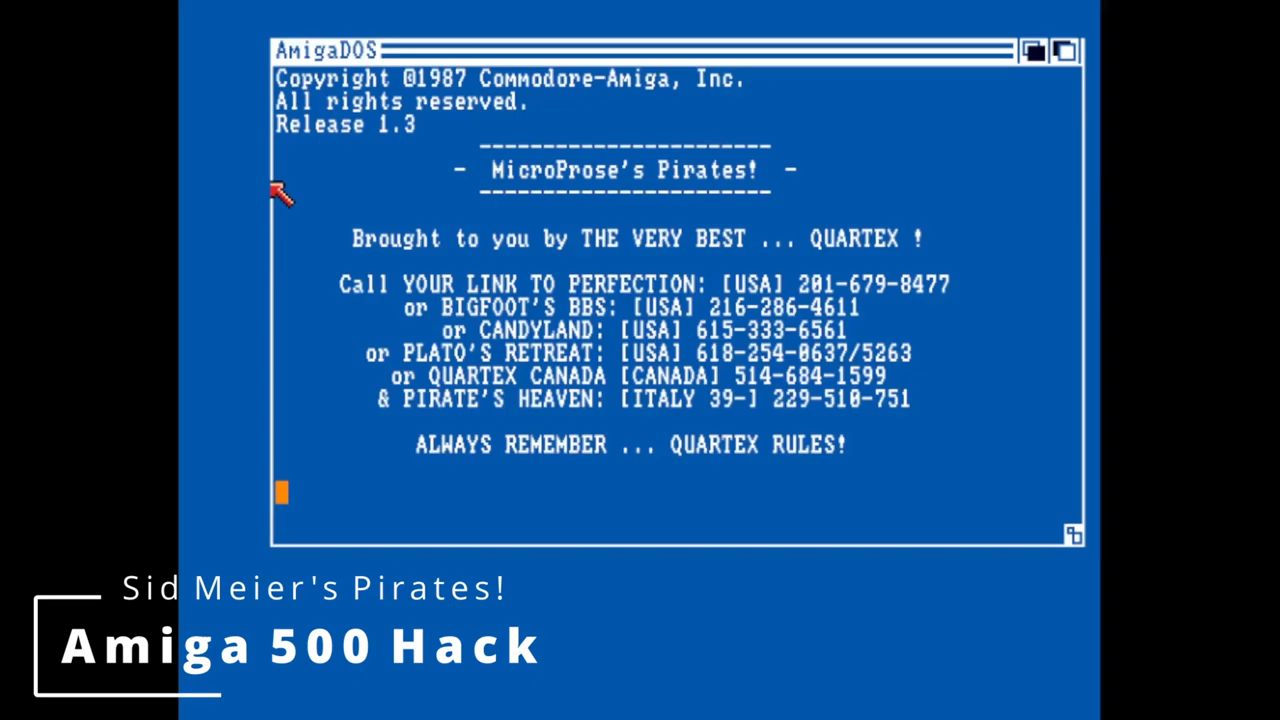 AmigaDOS
Copyright ©1987 Commodore-Amiga, Inc.
All rights reserved.
Release 1.3
-----------------------
- MicroProse's Pirates! -
-----------------------
Brought to you by THE VERY BEST ... QUARTEX !
Call YOUR LINK TO PERFECTION: [USA] 201-679-8477
or BIGFOOT'S BBS: [USA] 216-286-4611
or CANDYLAND: [USA] 615-333-6561
or PLATO'S RETREAT: [USA] 618-254-0637/5263
or QUARTEX CANADA [CANADA] 514-684-1599
& PIRATE'S HEAVEN: [ITALY 39-] 229-510-751
ALWAYS REMEMBER ... QUARTEX RULES!
Sid Meier's Pirates!
Amiga 500 Hack